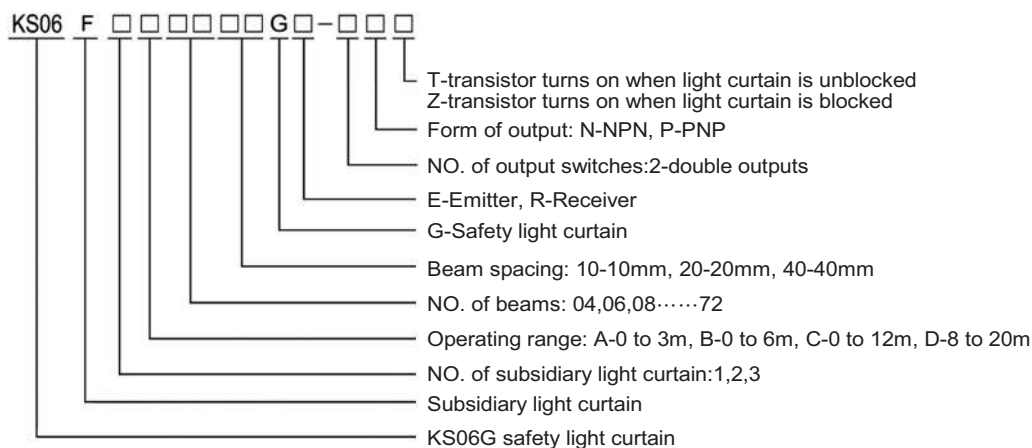 KS06 F □ □ □□ □□ G □ - □ □ □
T-transistor turns on when light curtain is unblocked
Z-transistor turns on when light curtain is blocked
Form of output: N-NPN, P-PNP
NO. of output switches:2-double outputs
E-Emitter, R-Receiver
G-Safety light curtain
Beam spacing: 10-10mm, 20-20mm, 40-40mm
NO. of beams: 04,06,08······72
Operating range: A-0 to 3m, B-0 to 6m, C-0 to 12m, D-8 to 20m
NO. of subsidiary light curtain:1,2,3
Subsidiary light curtain
KS06G safety light curtain